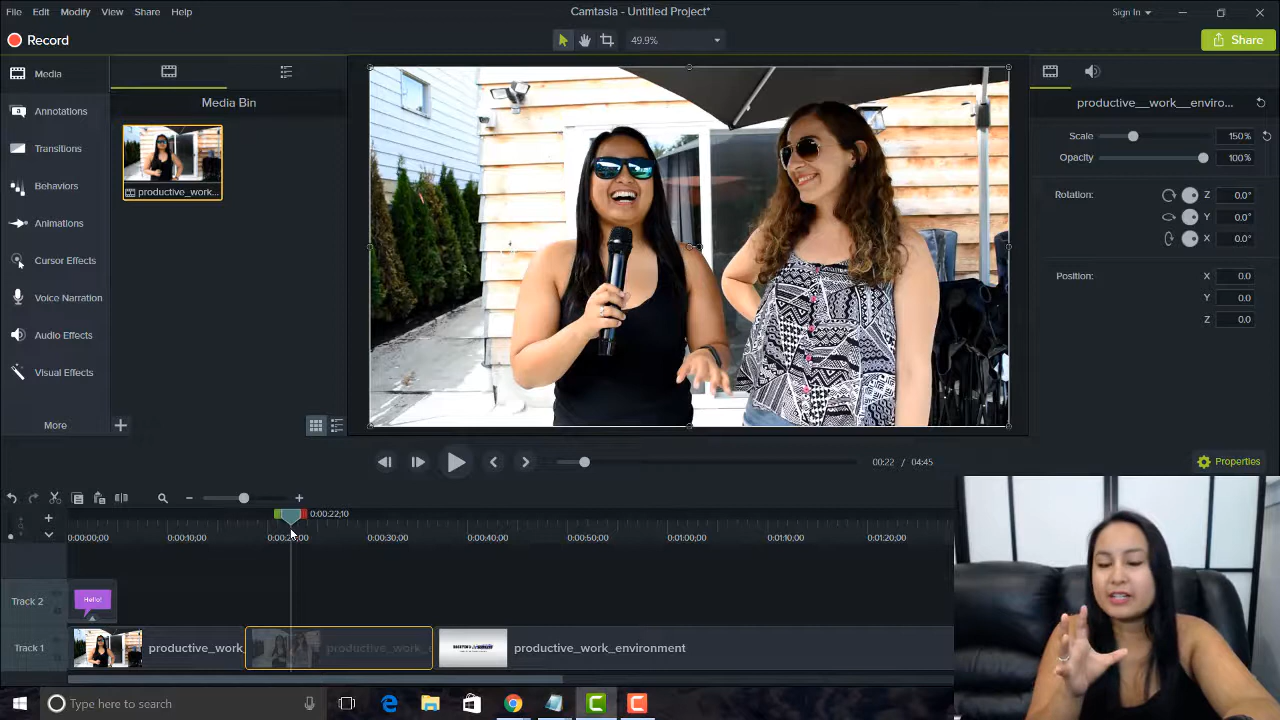 File Edit Modify View Share Help Camtasia - Untitled Project* Sign In
Record 49.9% Share
Media
Annotations
Transitions
Behaviors
Animations
Cursor Effects
Voice Narration
Audio Effects
Visual Effects
More
Media Bin
productive_work...
productive__work__enviro...
Scale 150%
Opacity 100%
Rotation: Z 0.0°
Y 0.0°
X 0.0°
Position: X 0.0
Y 0.0
Z 0.0
00:22 / 04:45
Properties
0:00:22;10
0:00:00;00 0:00:10;00 0:00:30;00 0:00:40;00 0:00:50;00 0:01:00;00 0:01:10;00 0:01:20;00
Track 2 Hello!
Track 1 productive_work_ productive_work_e productive_work_environment
Type here to search